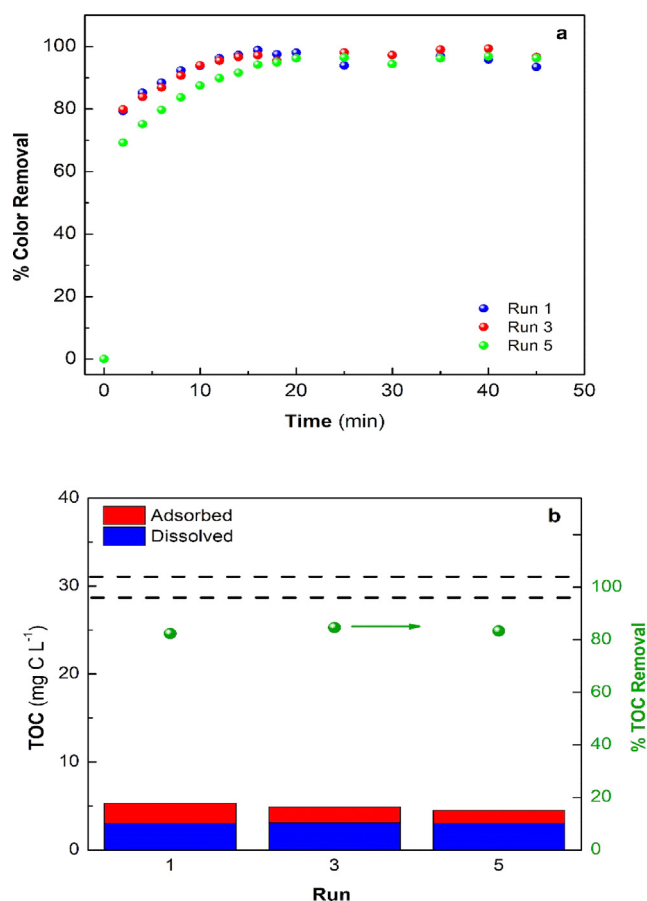 a
100
80
60
40
20
0
% Color Removal
Run 1
Run 3
Run 5
0 10 20 30 40 50
Time (min)
b
Adsorbed
Dissolved
40
30
20
10
0
TOC (mg C L⁻¹)
100
80
60
40
20
0
% TOC Removal
1 3 5
Run